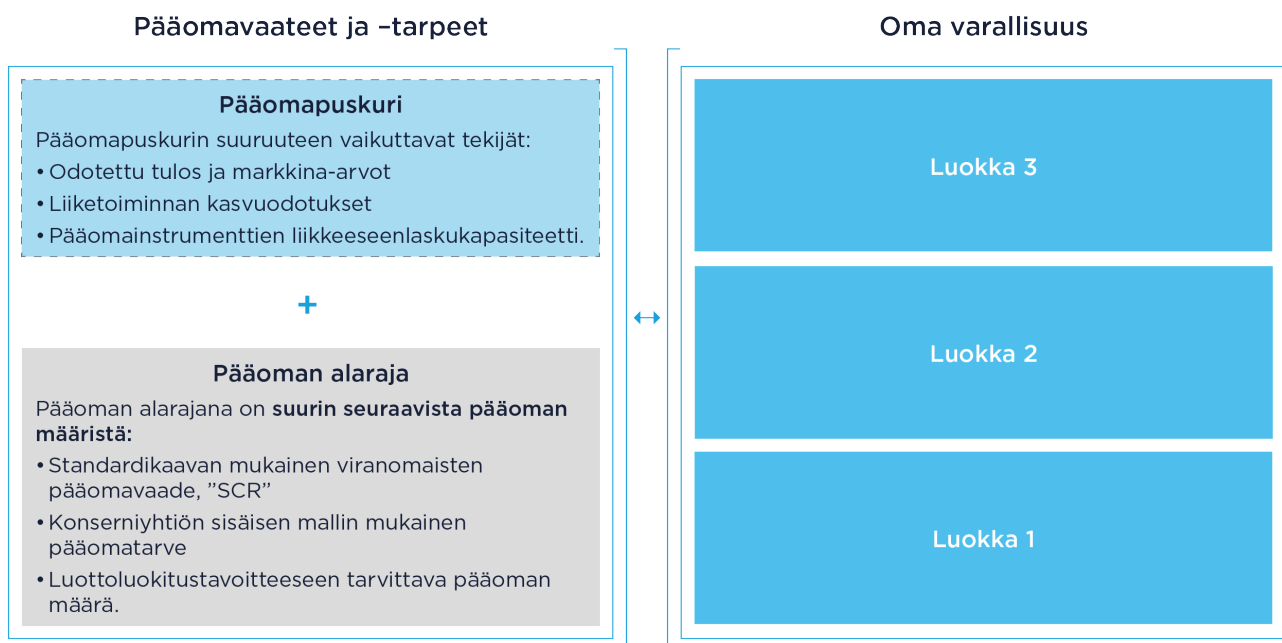 Pääomavaateet ja –tarpeet
Pääomapuskuri
Pääomapuskurin suuruuteen vaikuttavat tekijät:
• Odotettu tulos ja markkina-arvot
• Liiketoiminnan kasvuodotukset
• Pääomainstrumenttien liikkeeseenlaskukapasiteetti.
+
Pääoman alaraja
Pääoman alarajana on suurin seuraavista pääoman
määristä:
• Standardikaavan mukainen viranomaisten
pääomavaade, ”SCR”
• Konserniyhtiön sisäisen mallin mukainen
pääomatarve
• Luottoluokitustavoitteeseen tarvittava pääoman
määrä.
Oma varallisuus
Luokka 3
Luokka 2
Luokka 1